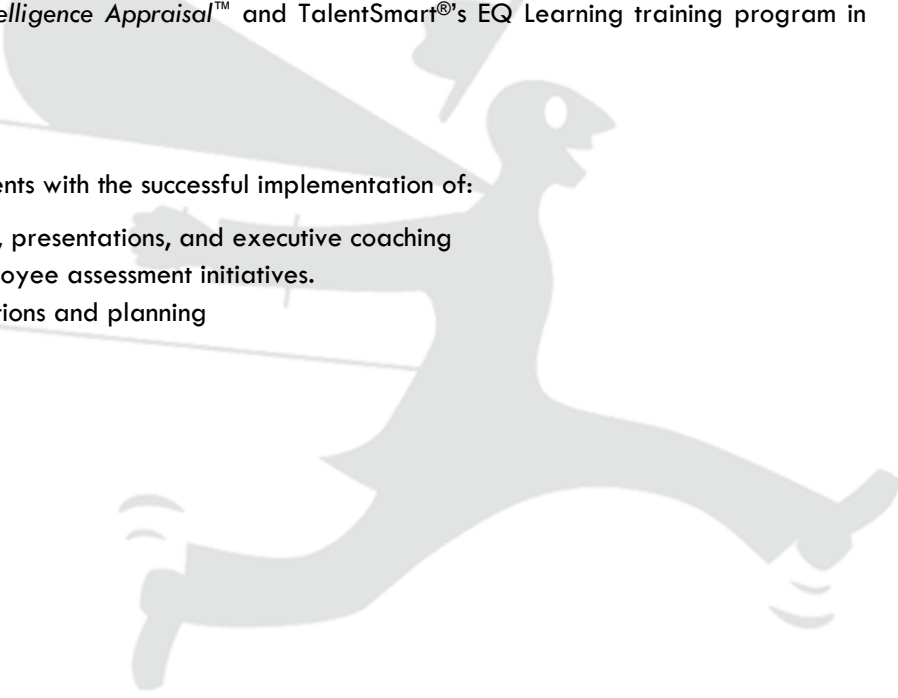 elligence Appraisal™ and TalentSmart®'s EQ Learning training program in
ents with the successful implementation of:
, presentations, and executive coaching
oyee assessment initiatives.
tions and planning